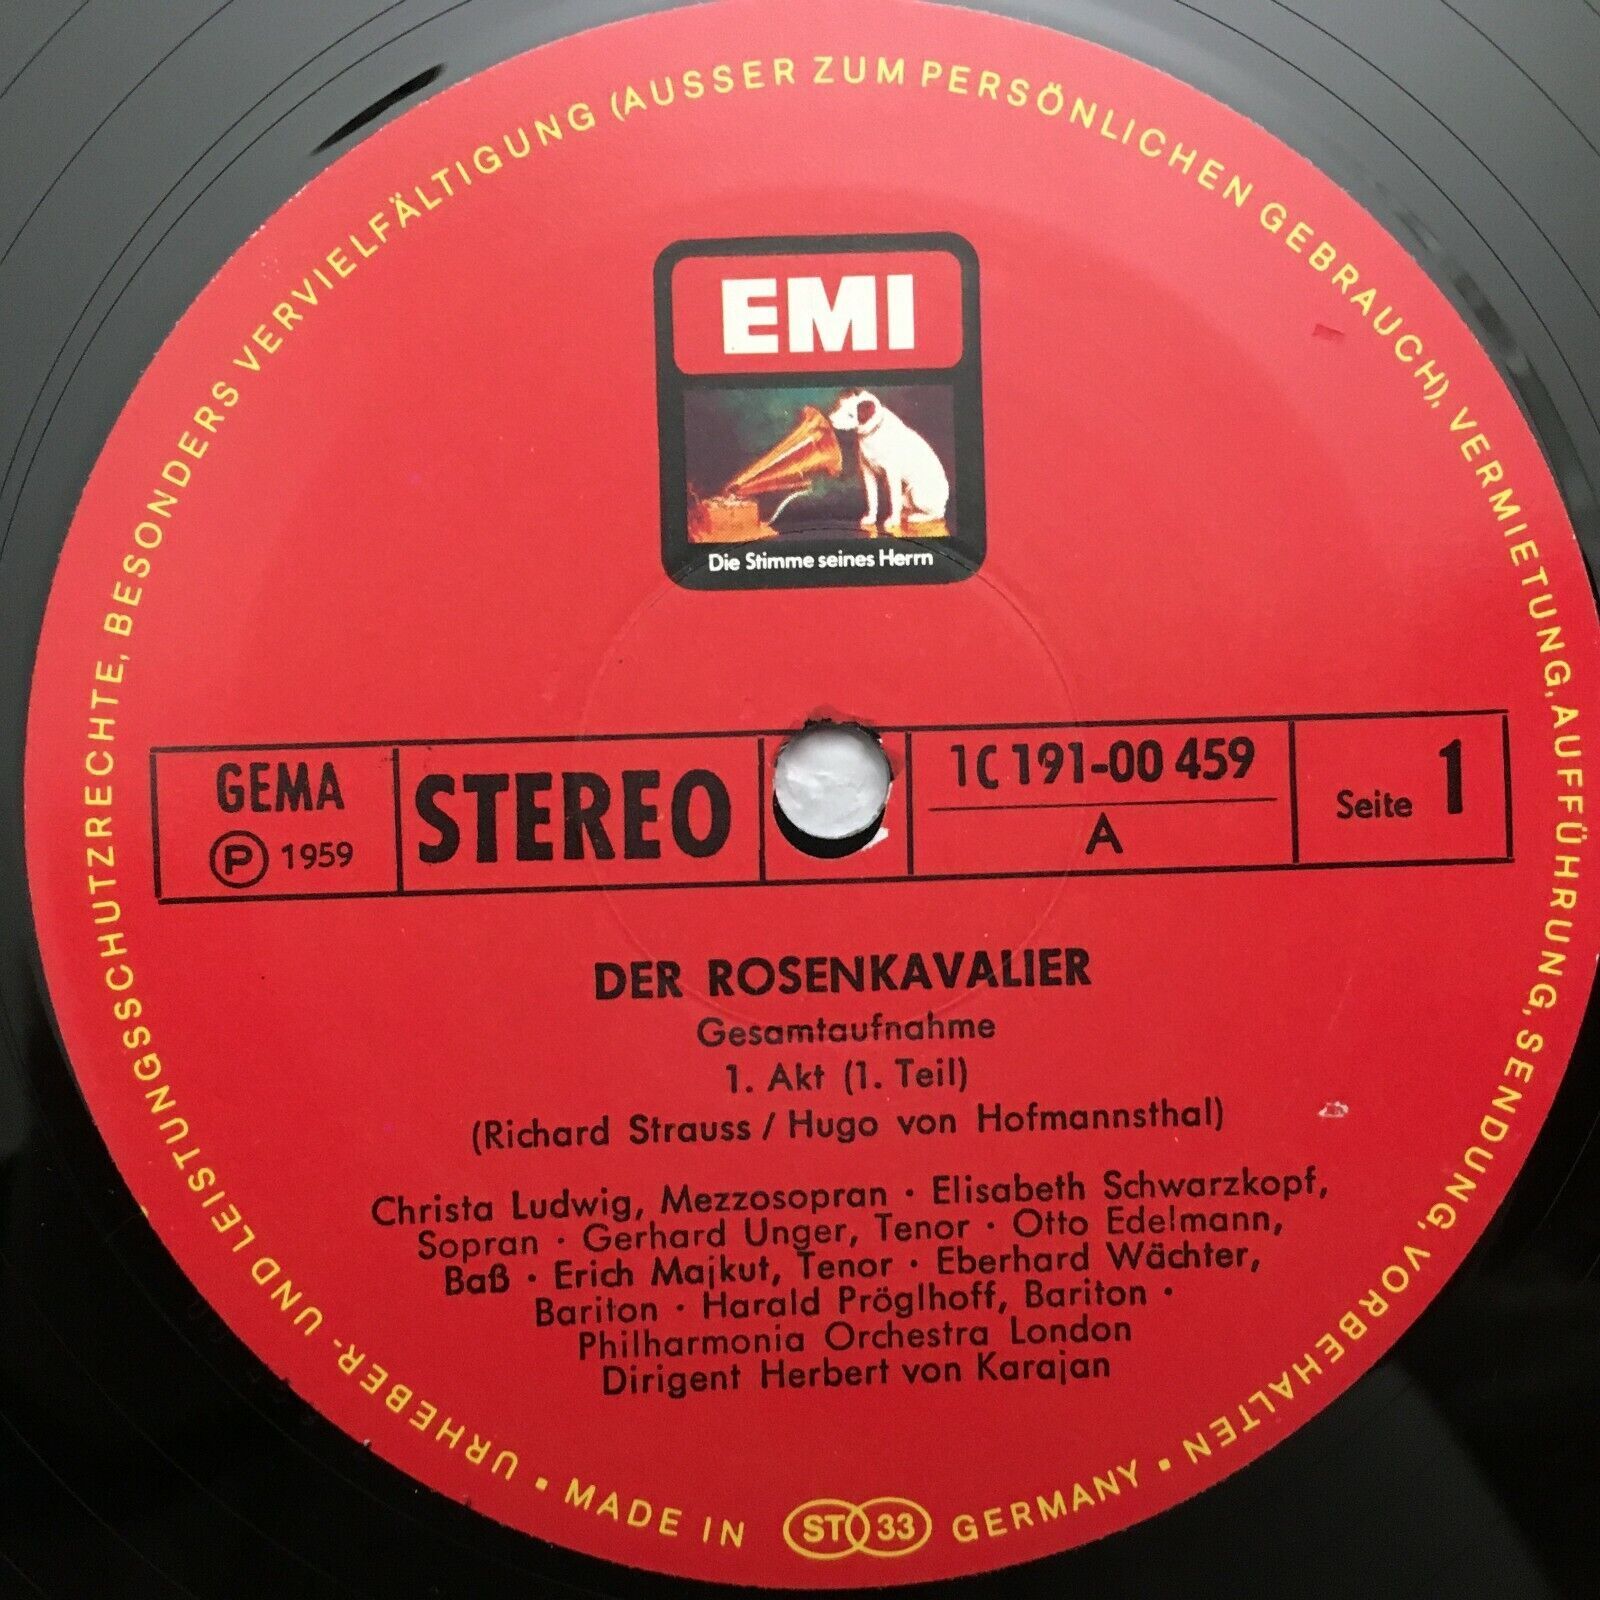 URHEBER- UND LEISTUNGSSCHUTZRECHTE, BESONDERS VERVIELFÄLTIGUNG (AUSSER ZUM PERSÖNLICHEN GEBRAUCH), VERMIETUNG, AUFFÜHRUNG, SENDUNG, VORBEHALTEN •
EMI
Die Stimme seines Herrn
GEMA
Ⓟ 1959
STEREO
1C 191-00 459
A
Seite 1
DER ROSENKAVALIER
Gesamtaufnahme
1. Akt (1. Teil)
(Richard Strauss / Hugo von Hofmannsthal)
Christa Ludwig, Mezzosopran · Elisabeth Schwarzkopf,
Sopran · Gerhard Unger, Tenor · Otto Edelmann,
Baß · Erich Majkut, Tenor · Eberhard Wächter,
Bariton · Harald Pröglhoff, Bariton ·
Philharmonia Orchestra London
Dirigent Herbert von Karajan
• MADE IN ST 33 GERMANY